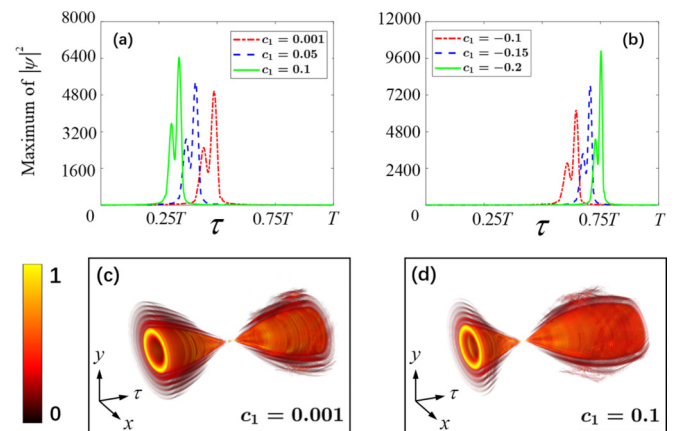 (a)
Maximum of |ψ|²
8000
6400
4800
3200
1600
0
c₁ = 0.001
c₁ = 0.05
c₁ = 0.1
0.25T
τ
0.75T
T
(b)
12000
9600
7200
4800
2400
0
c₁ = −0.1
c₁ = −0.15
c₁ = −0.2
0.25T
τ
0.75T
T
1
0
(c)
y
τ
x
c₁ = 0.001
(d)
y
τ
x
c₁ = 0.1